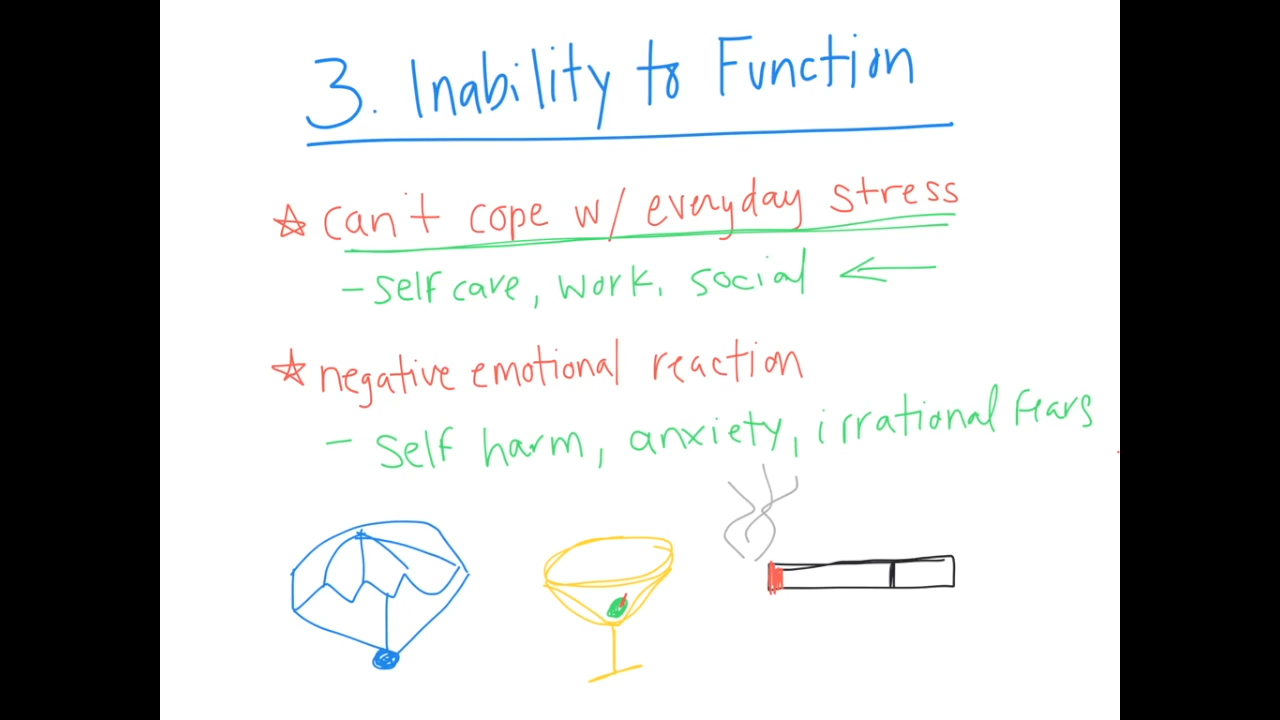 3. Inability to Function
☆ can't cope w/ everyday stress
- self care, work, social ←
☆ negative emotional reaction
- self harm, anxiety, irrational fears